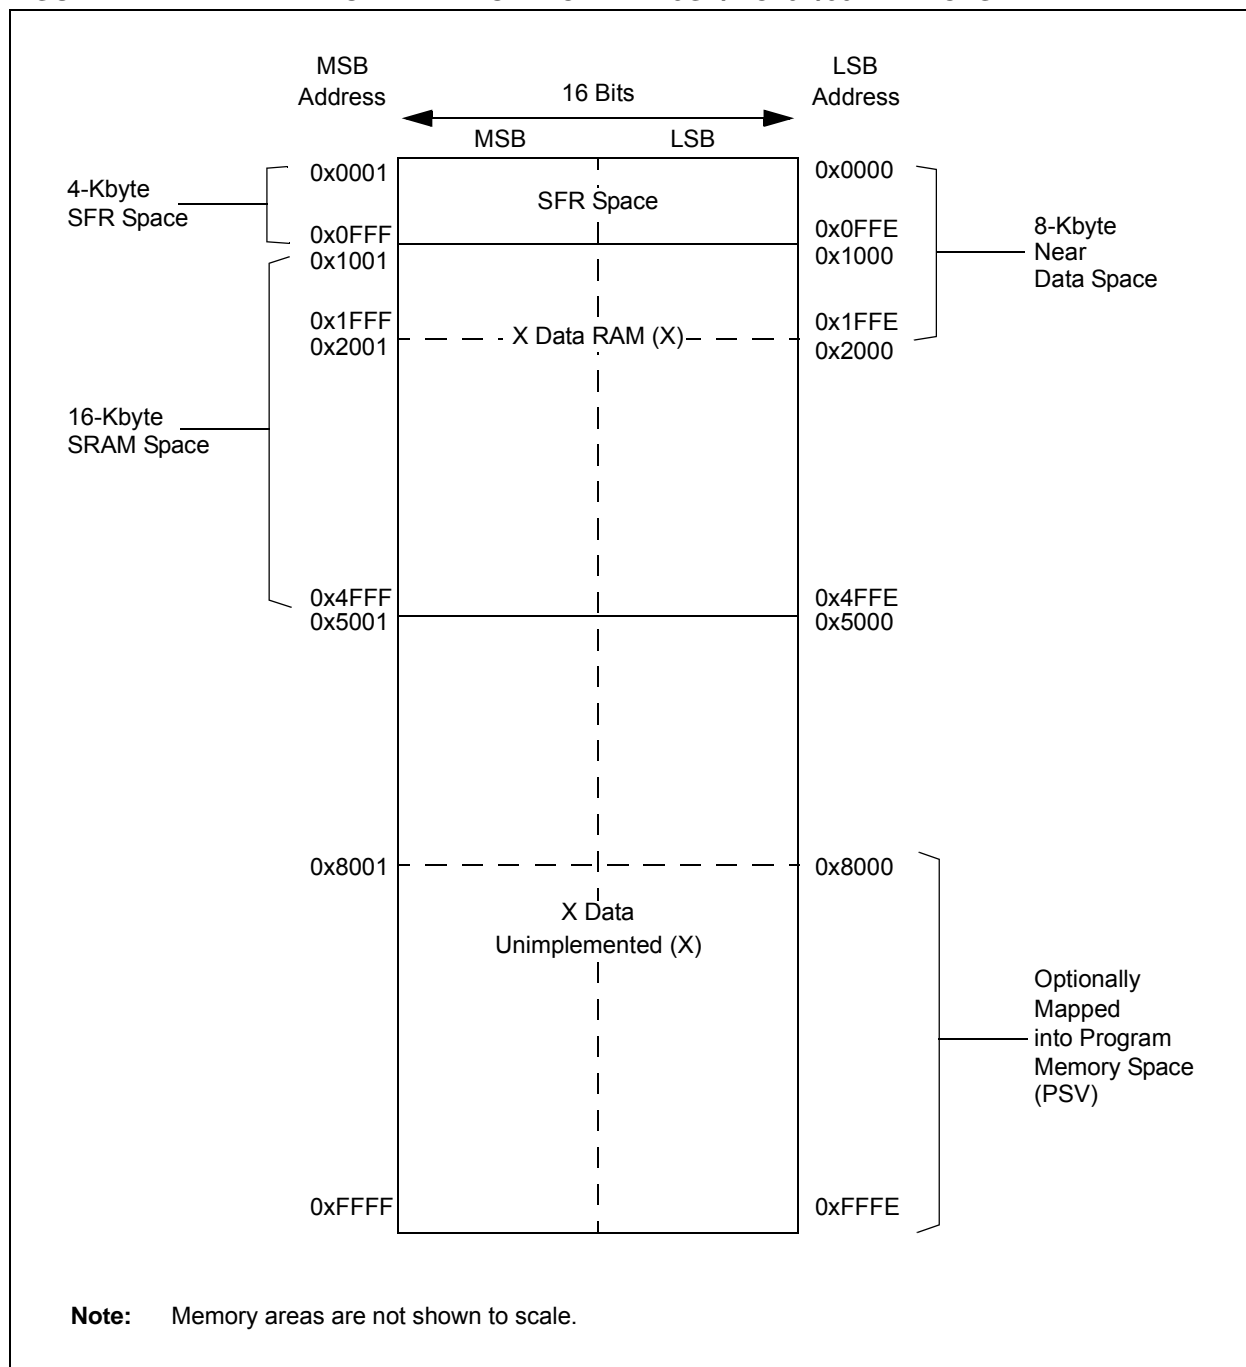 MSB
Address
LSB
Address
16 Bits
MSB
LSB
0x0001
0x0000
4-Kbyte
SFR Space
SFR Space
0x0FFF
0x0FFE
0x1001
0x1000
8-Kbyte
Near
Data Space
0x1FFF
0x1FFE
X Data RAM (X)
0x2001
0x2000
16-Kbyte
SRAM Space
0x4FFF
0x4FFE
0x5001
0x5000
0x8001
0x8000
X Data
Unimplemented (X)
Optionally
Mapped
into Program
Memory Space
(PSV)
0xFFFF
0xFFFE
Note: Memory areas are not shown to scale.